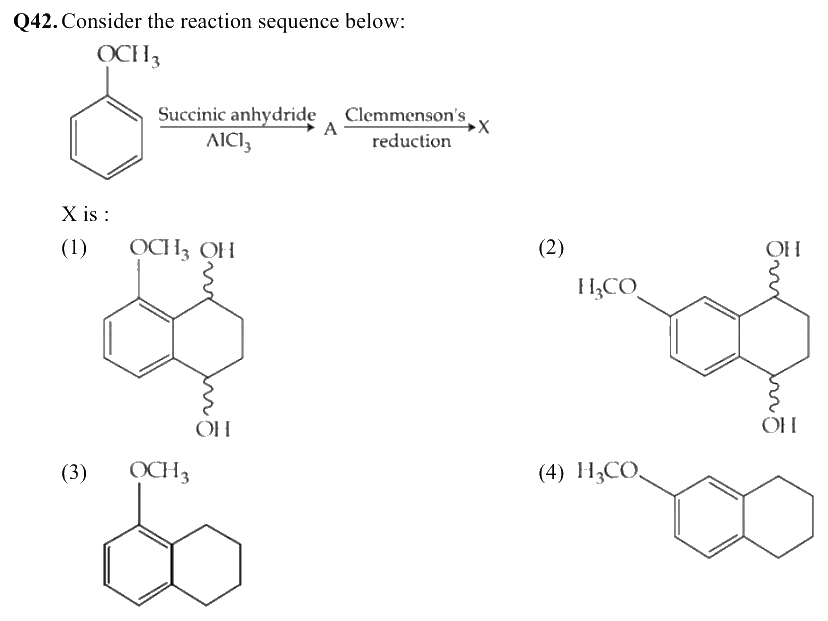 Q42. Consider the reaction sequence below:
OCH3
Succinic anhydride
AlCl3
A
Clemmenson's
reduction
X
X is :
(1) OCH3 OH
OH
(2) OH
H3CO
OH
(3) OCH3
(4) H3CO